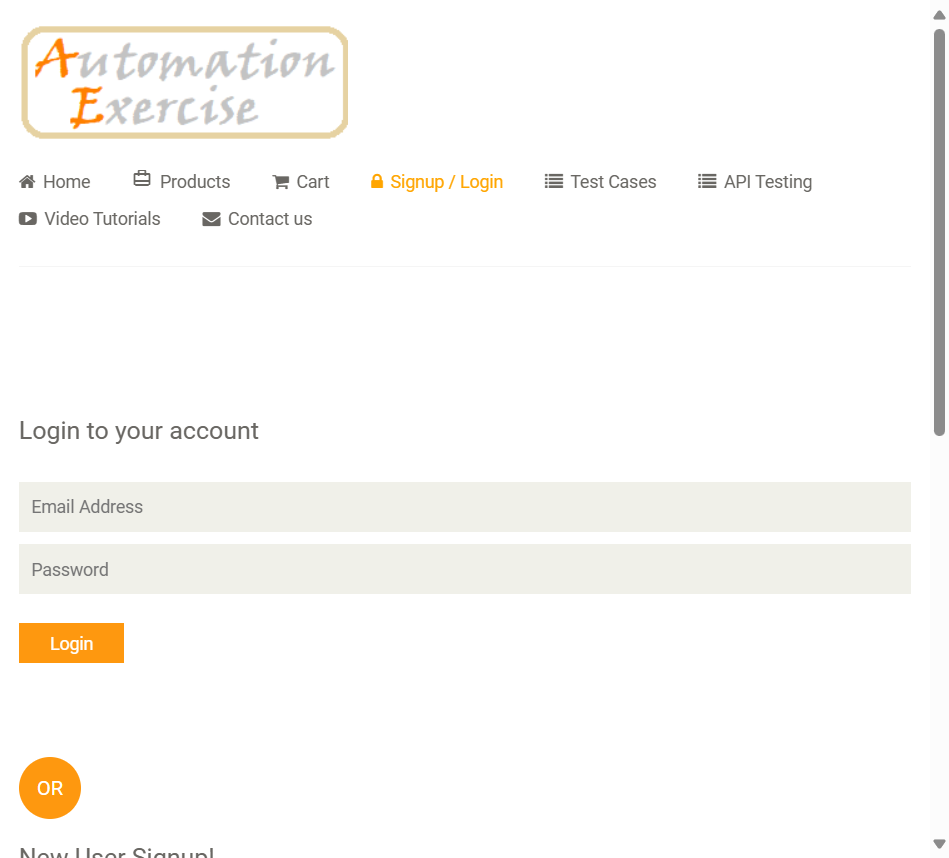 Automation
Exercise
Home Products Cart Signup / Login Test Cases API Testing
Video Tutorials Contact us
Login to your account
Email Address
Password
Login
OR
New User Signup!